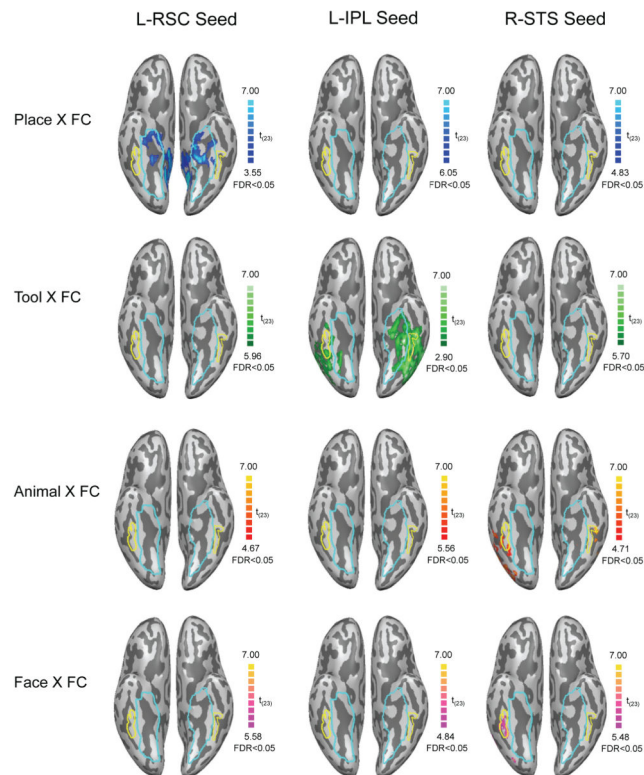 L-RSC Seed L-IPL Seed R-STS Seed
Place X FC
7.00 7.00 7.00
t(23) t(23) t(23)
3.55 6.05 4.83
FDR<0.05 FDR<0.05 FDR<0.05
Tool X FC
7.00 7.00 7.00
t(23) t(23) t(23)
5.96 2.90 5.70
FDR<0.05 FDR<0.05 FDR<0.05
Animal X FC
7.00 7.00 7.00
t(23) t(23) t(23)
4.67 5.56 4.71
FDR<0.05 FDR<0.05 FDR<0.05
Face X FC
7.00 7.00 7.00
t(23) t(23) t(23)
5.58 4.84 5.48
FDR<0.05 FDR<0.05 FDR<0.05